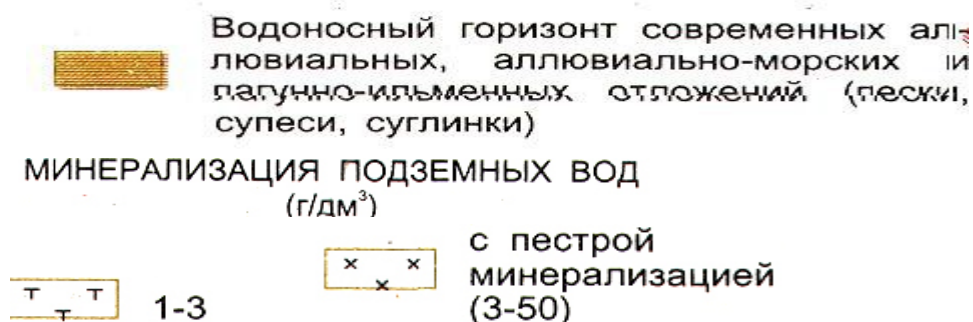 Водоносный горизонт современных ал-
лювиальных, аллювиально-морских и
лагунно-ильменных отложений (пески,
супеси, суглинки)
МИНЕРАЛИЗАЦИЯ ПОДЗЕМНЫХ ВОД
(г/дм³)
с пестрой
минерализацией
1-3
(3-50)